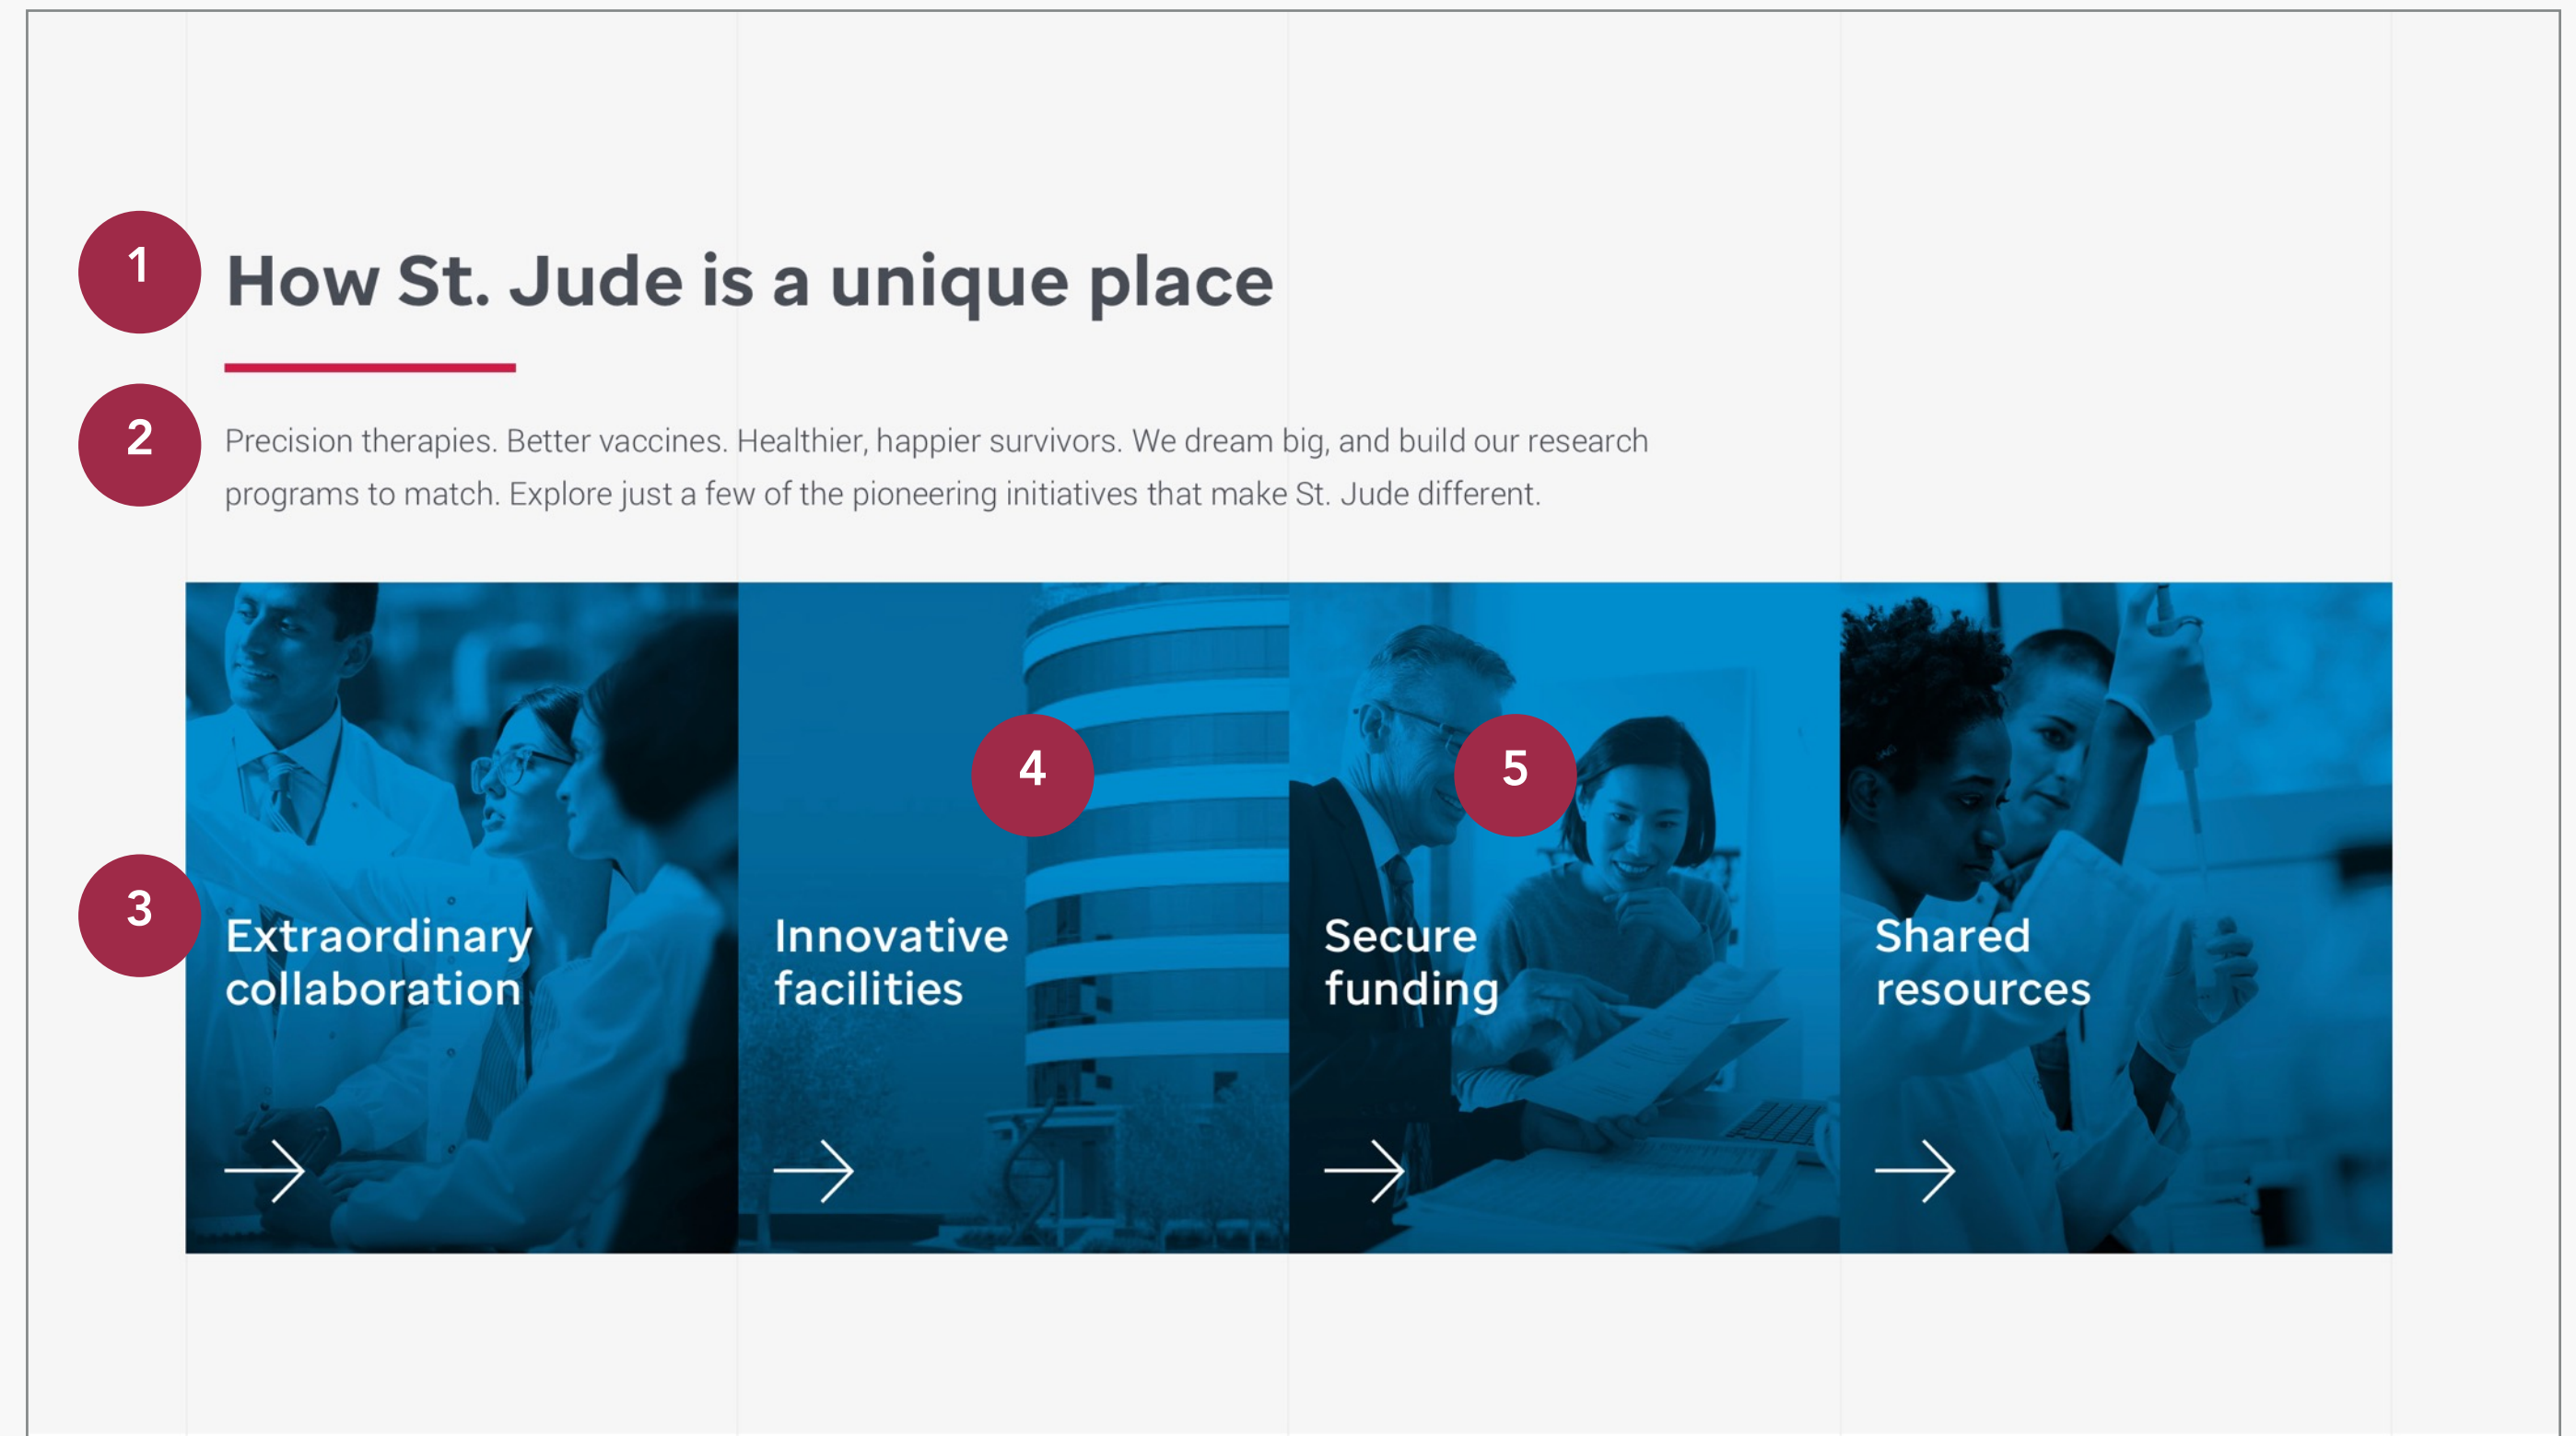 1
How St. Jude is a unique place
2
Precision therapies. Better vaccines. Healthier, happier survivors. We dream big, and build our research
programs to match. Explore just a few of the pioneering initiatives that make St. Jude different.
3
Extraordinary
collaboration
4
Innovative
facilities
5
Secure
funding
Shared
resources